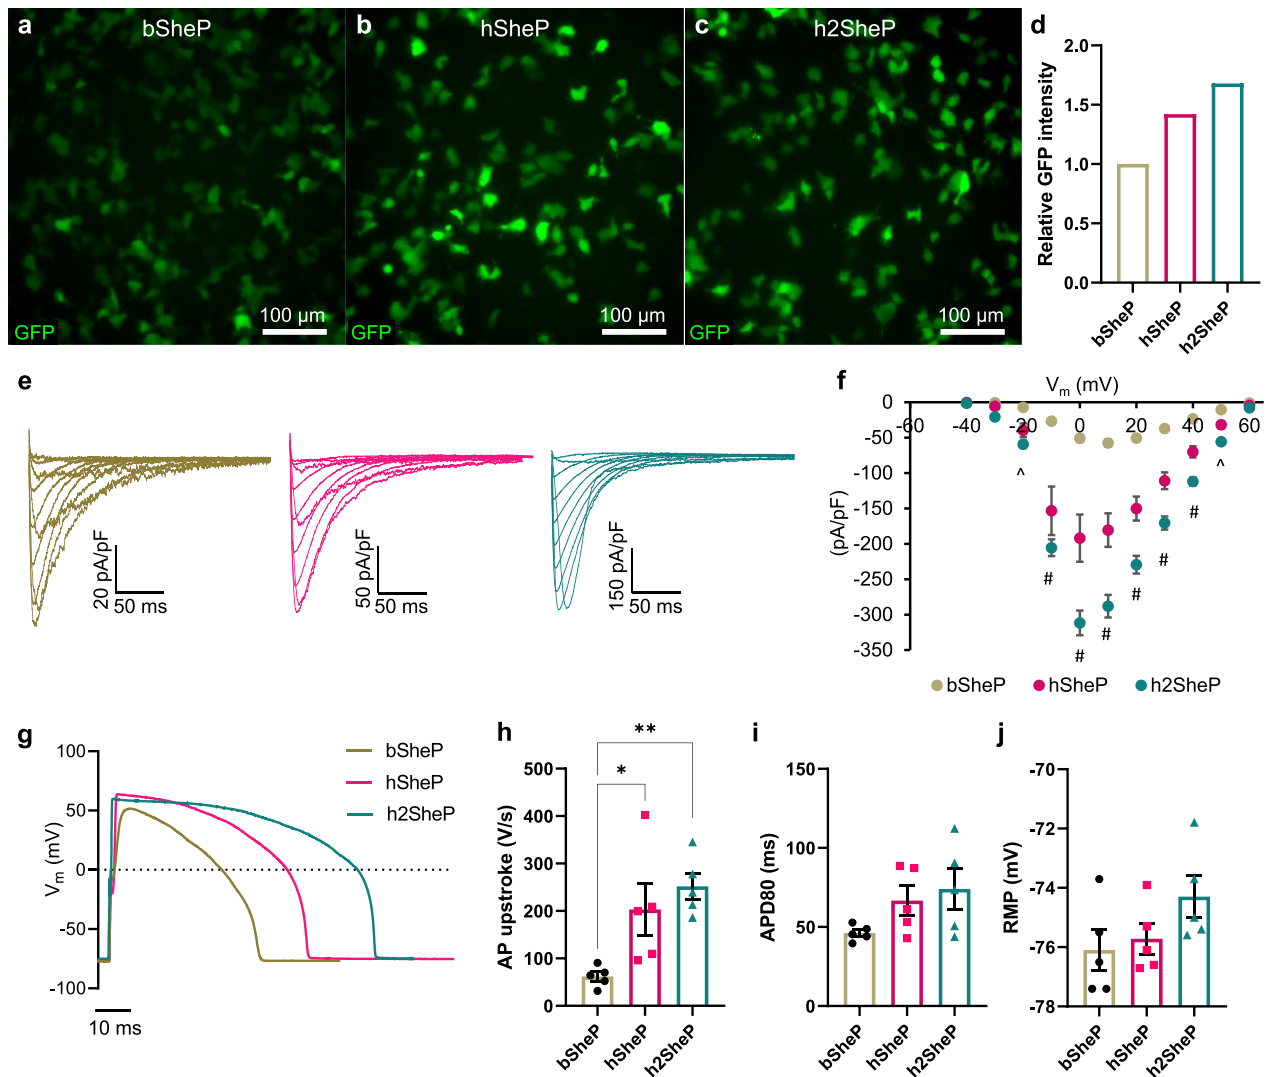 a
bSheP
GFP
100 µm
b
hSheP
100 µm
c
h2SheP
100 µm
d
Relative GFP intensity
2.0
1.5
1.0
0.5
0.0
bSheP
hSheP
h2SheP
e
20 pA/pF
50 ms
50 pA/pF
50 ms
150 pA/pF
50 ms
f
Vm (mV)
-60 -40 -20 0 20 40 60
0
-50
-100
-150
-200
-250
-300
-350
(pA/pF)
^
#
#
#
#
#
#
^
bSheP
hSheP
h2SheP
g
Vm (mV)
100
50
0
-50
-100
10 ms
bSheP
hSheP
h2SheP
h
AP upstroke (V/s)
500
400
300
200
100
0
**
*
bSheP
hSheP
h2SheP
i
APD80 (ms)
150
100
50
0
bSheP
hSheP
h2SheP
j
RMP (mV)
-70
-72
-74
-76
-78
bSheP
hSheP
h2SheP